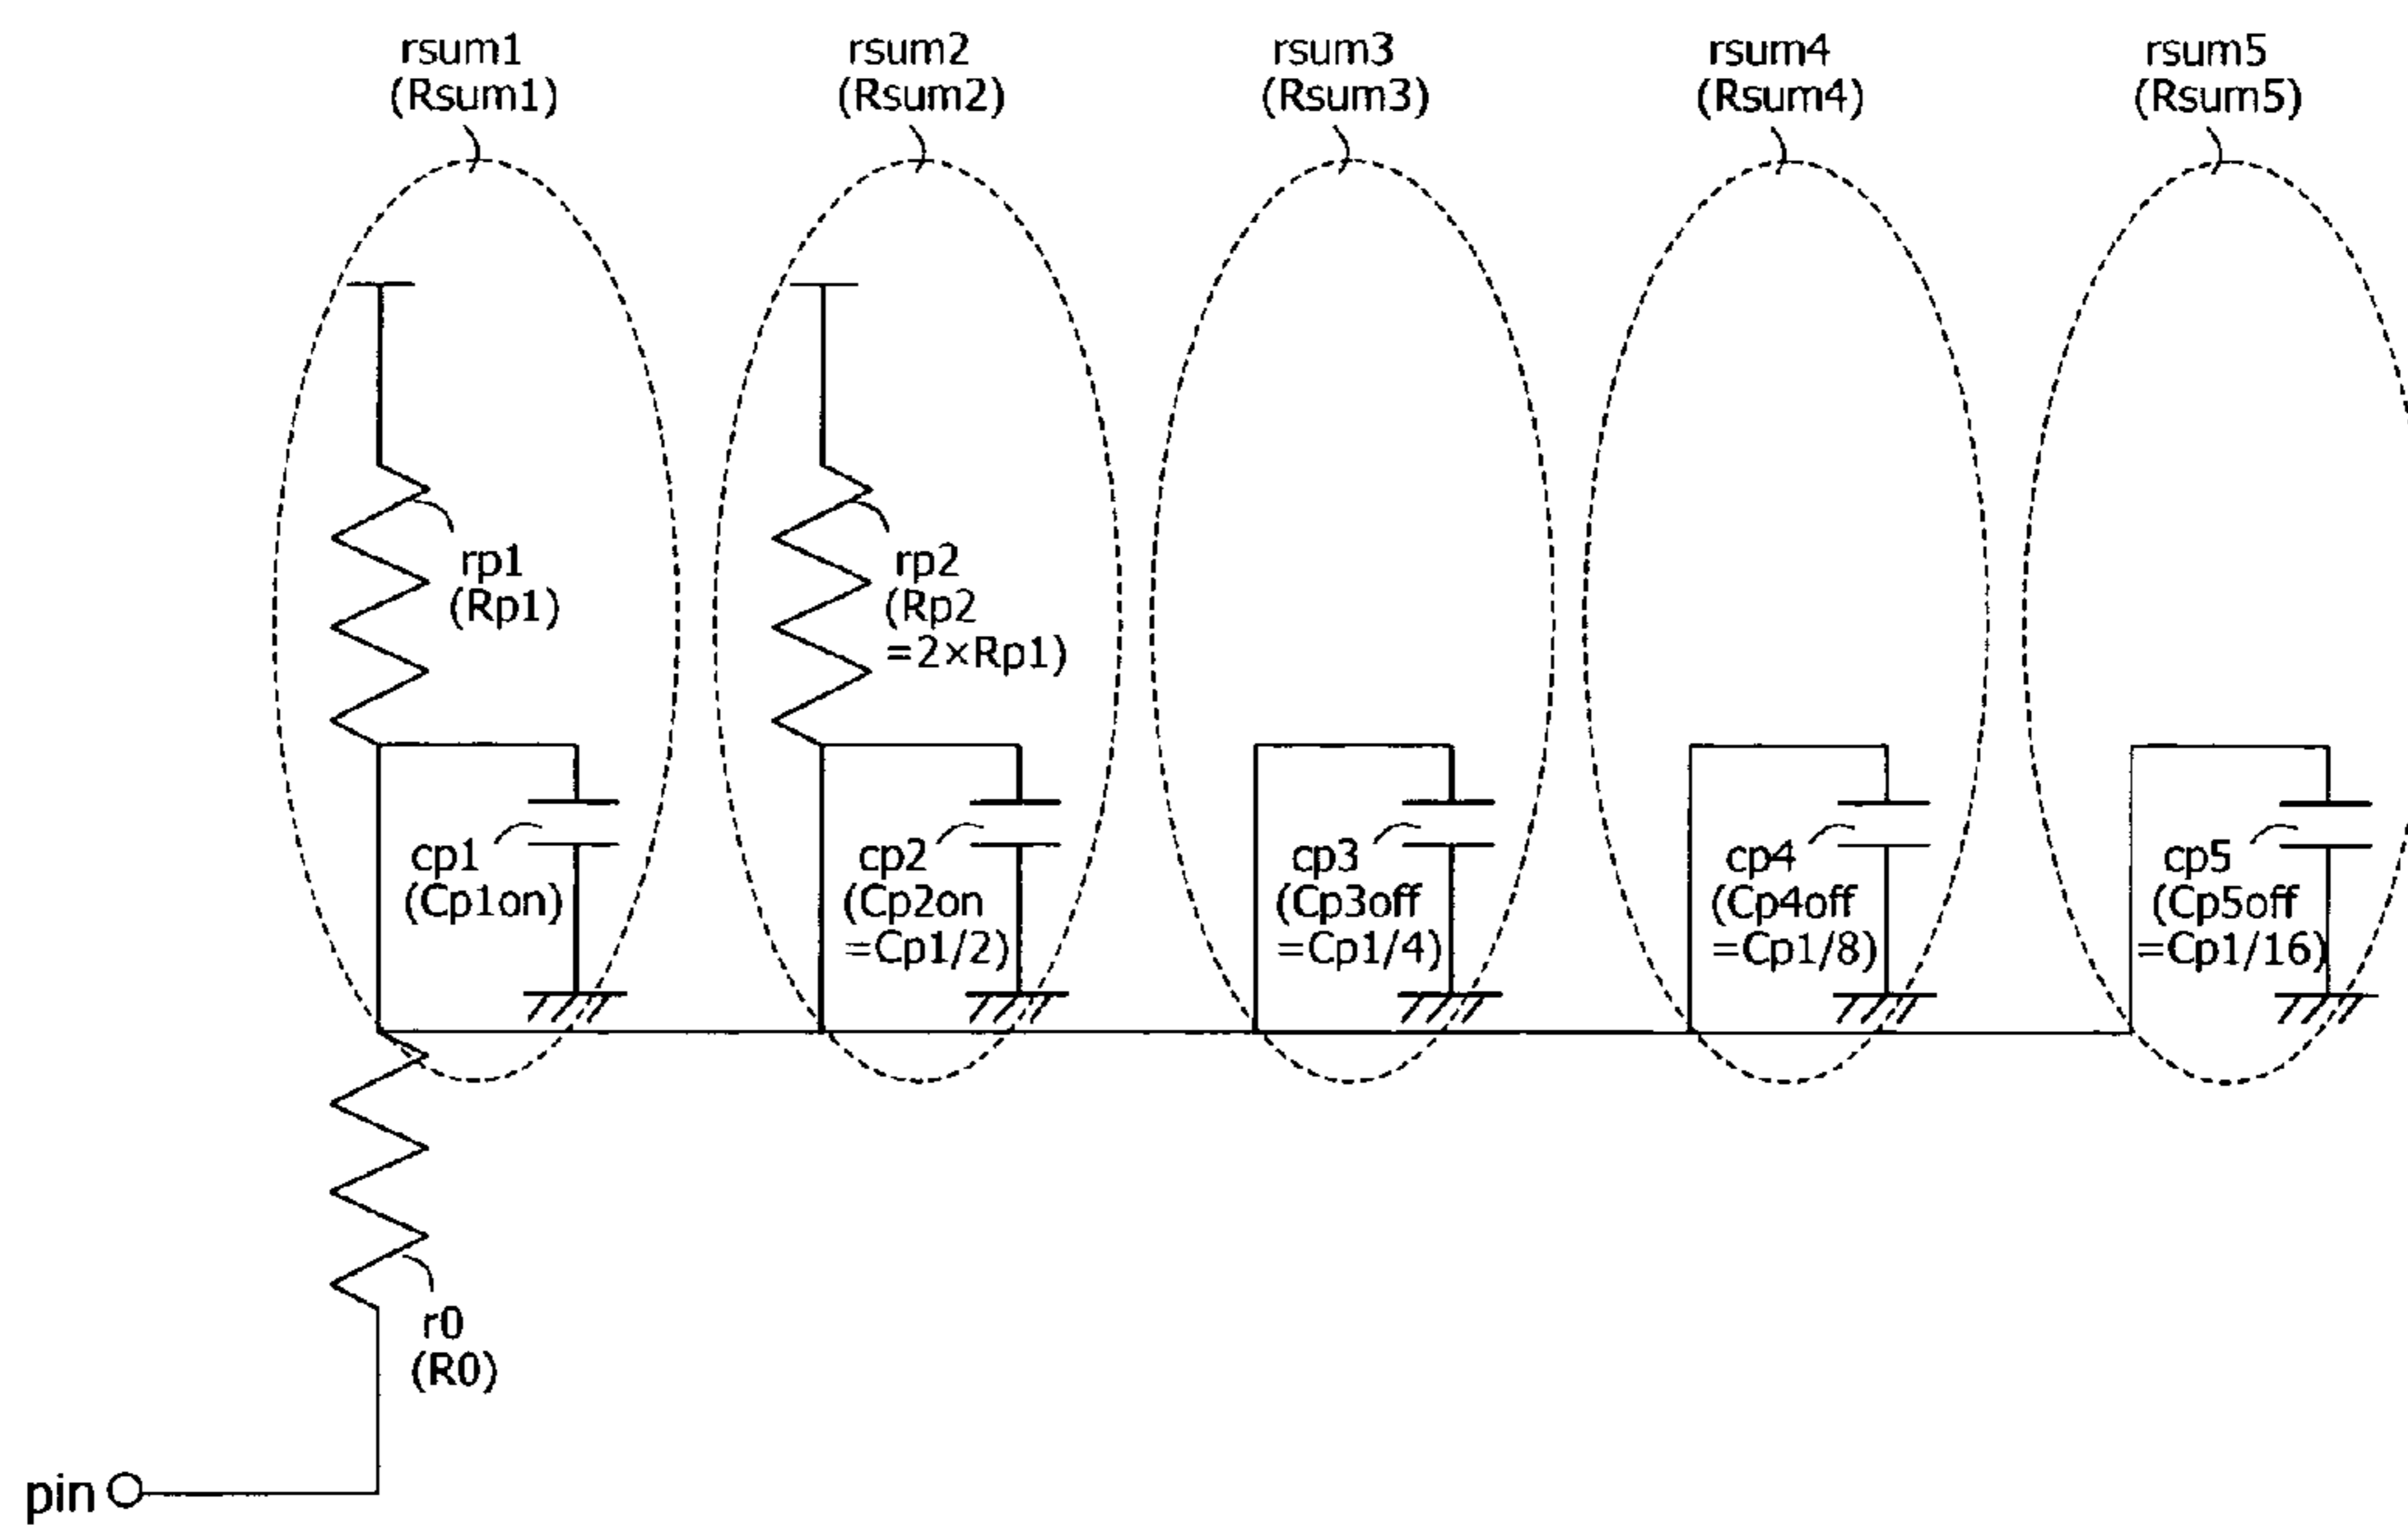 rsum1
(Rsum1)
rsum2
(Rsum2)
rsum3
(Rsum3)
rsum4
(Rsum4)
rsum5
(Rsum5)
rp1
(Rp1)
rp2
(Rp2
=2×Rp1)
cp1
(Cp1on)
cp2
(Cp2on
=Cp1/2)
cp3
(Cp3off
=Cp1/4)
cp4
(Cp4off
=Cp1/8)
cp5
(Cp5off
=Cp1/16)
r0
(R0)
pin